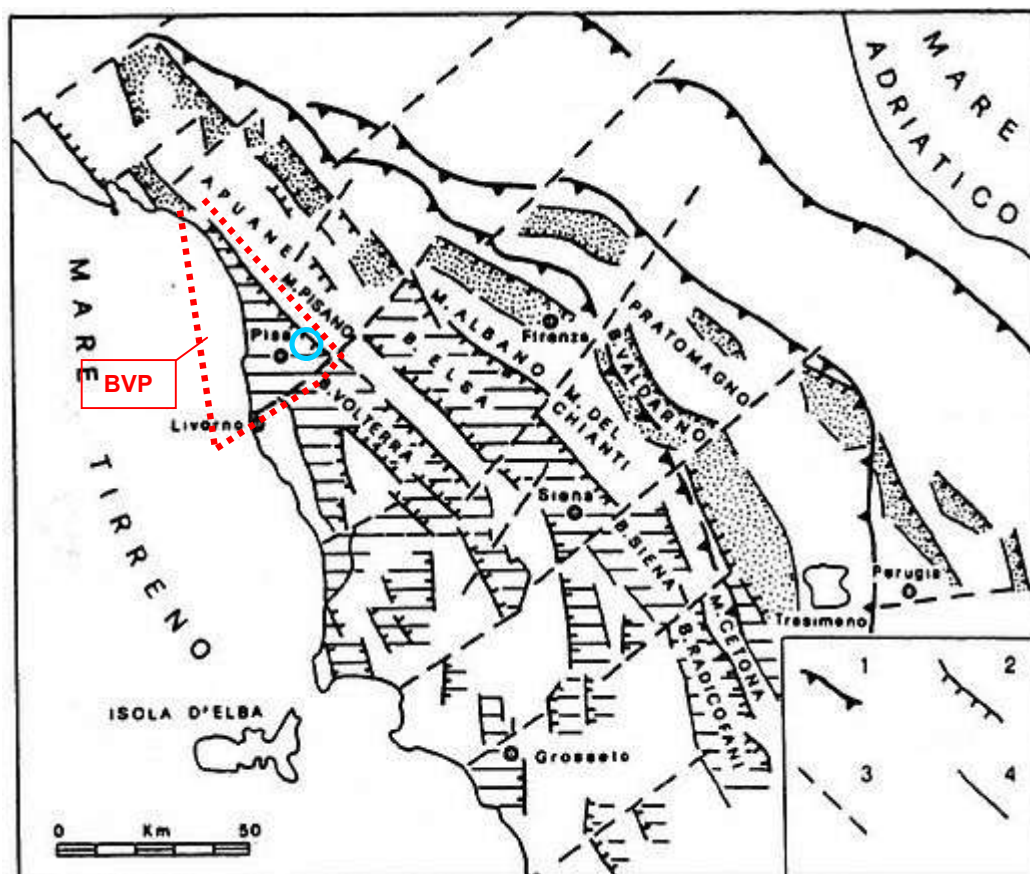 MARE
ADRIATICO
MARE TIRRENO
APUANE
M. PISANO
Pisa
BVP
Livorno
B. VOLTERRA
B. ELSA
M. ALBANO
Firenze
M. DEL
CHIANTI
B. VALDARNO
PRATOMAGNO
Siena
B. SIENA
M. CETONA
B. RADICOFANI
Perugia
Trasimeno
ISOLA D'ELBA
Grosseto
0 Km 50
1
2
3
4